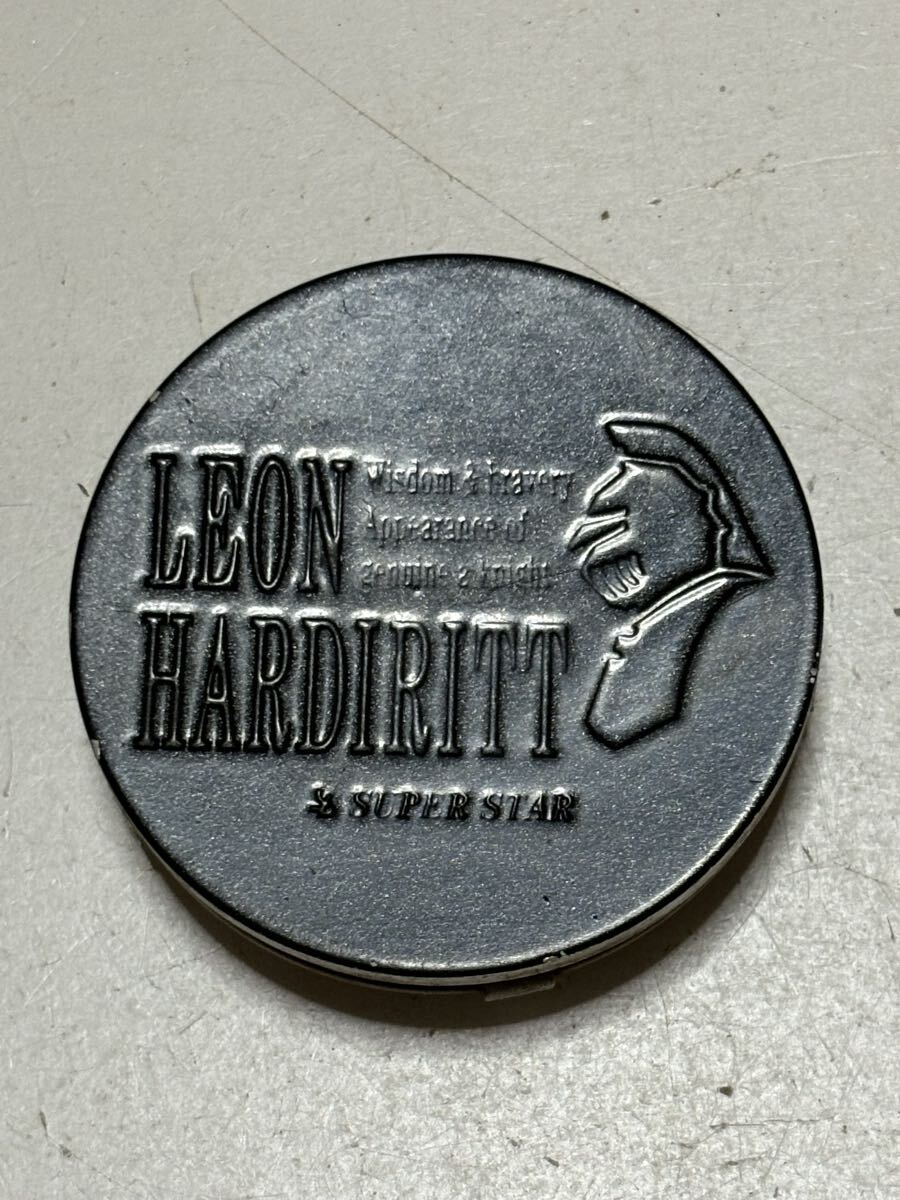 LEON
Wisdom & bravery
Appearance of
genuine a knight
HARDIRITT
& SUPER STAR